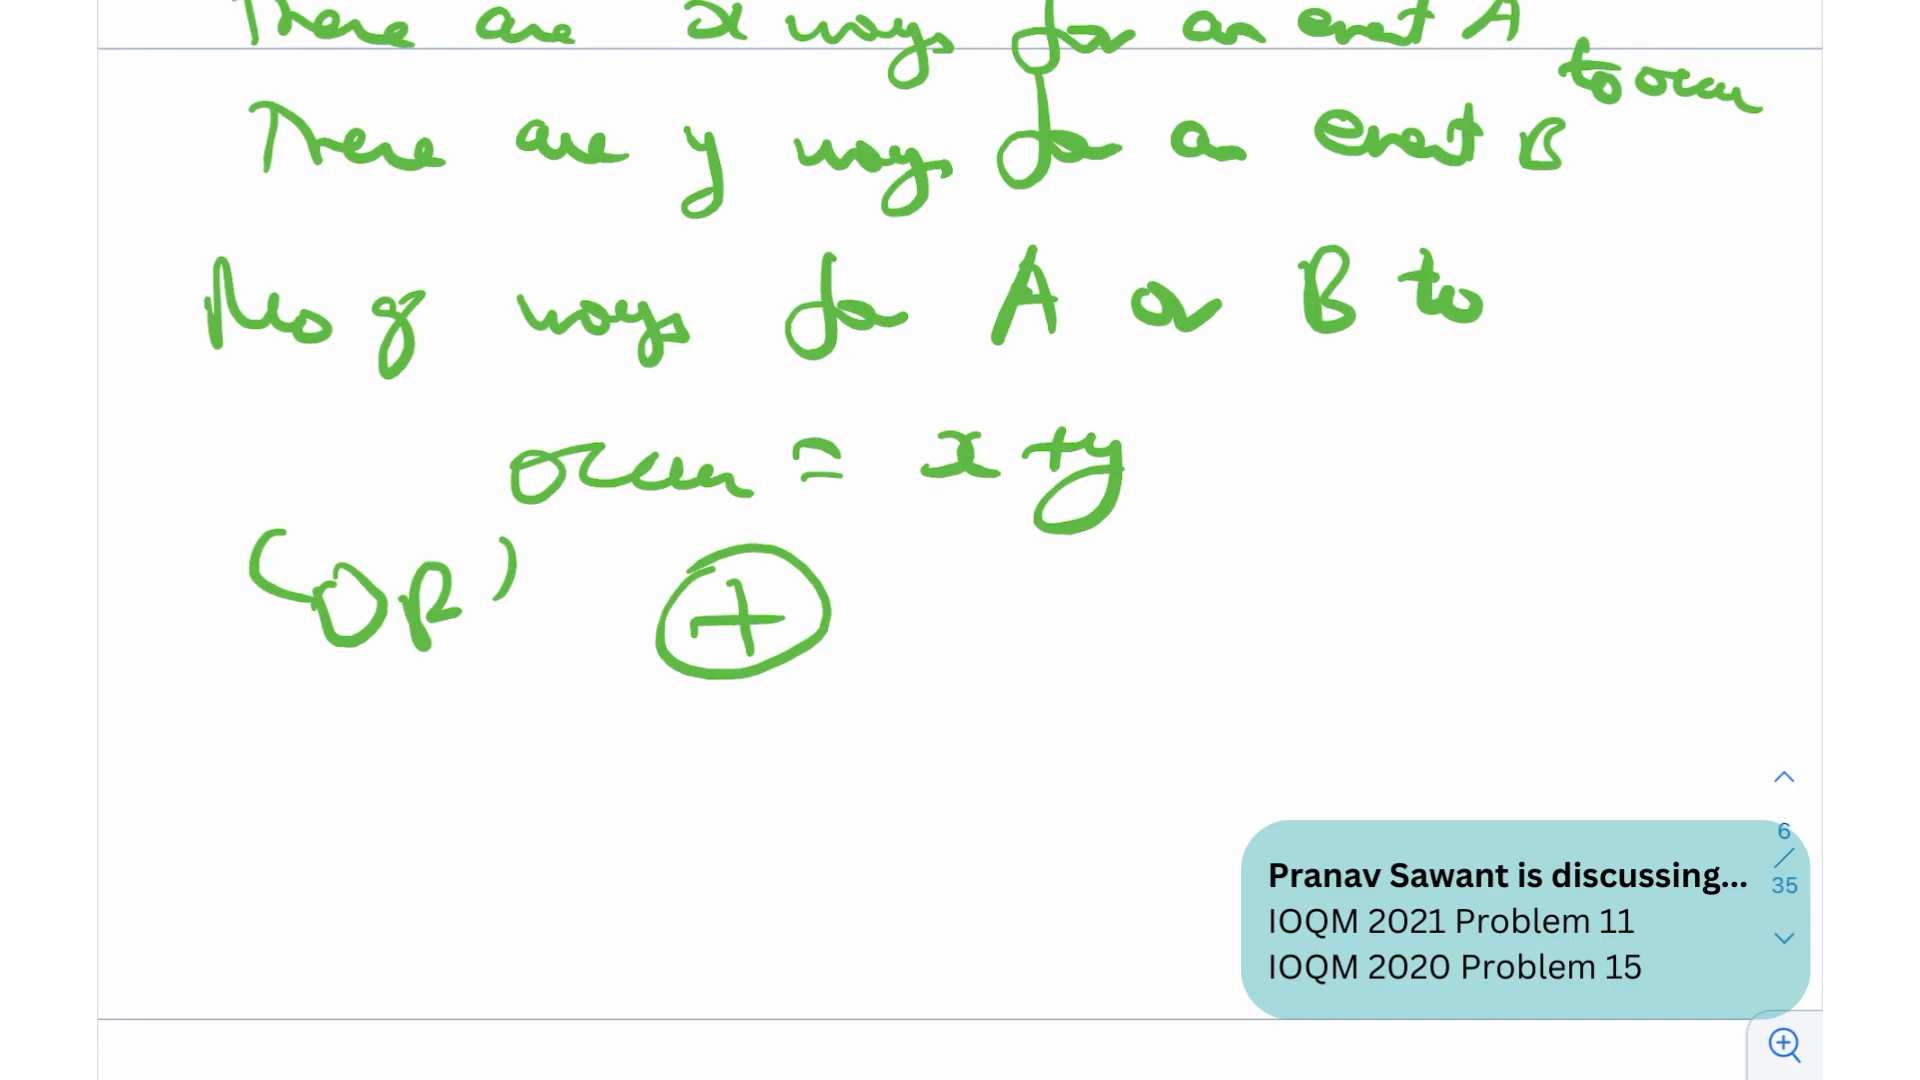 There are x ways for an event A
to occur
There are y ways for an event B
No of ways for A or B to
occur = x + y
(OR) +
6
/
35
Pranav Sawant is discussing...
IOQM 2021 Problem 11
IOQM 2020 Problem 15